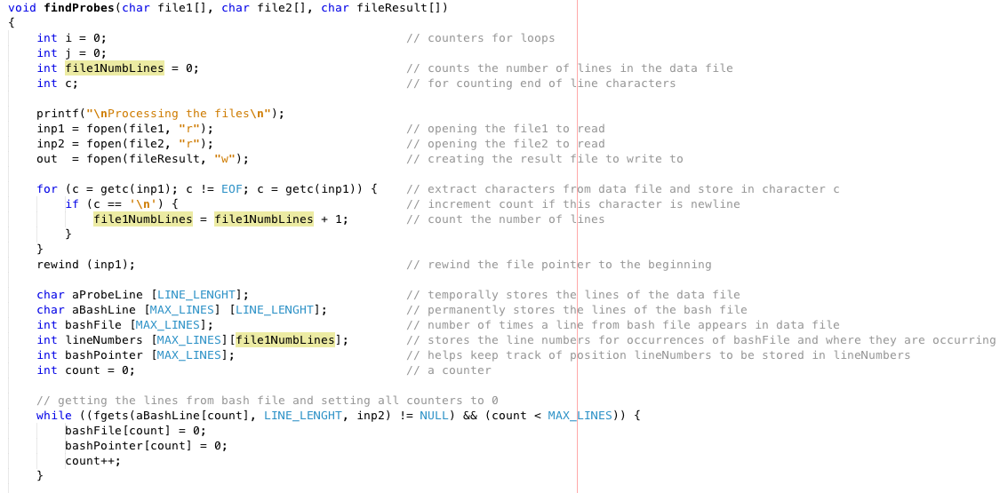 void findProbes(char file1[], char file2[], char fileResult[])
{
    int i = 0;                                          // counters for loops
    int j = 0;
    int file1NumbLines = 0;                             // counts the number of lines in the data file
    int c;                                              // for counting end of line characters

    printf("\nProcessing the files\n");
    inp1 = fopen(file1, "r");                           // opening the file1 to read
    inp2 = fopen(file2, "r");                           // opening the file2 to read
    out  = fopen(fileResult, "w");                      // creating the result file to write to

    for (c = getc(inp1); c != EOF; c = getc(inp1)) {    // extract characters from data file and store in character c
        if (c == '\n') {                                // increment count if this character is newline
            file1NumbLines = file1NumbLines + 1;        // count the number of lines
        }
    }
    rewind (inp1);                                      // rewind the file pointer to the beginning

    char aProbeLine [LINE_LENGHT];                      // temporally stores the lines of the data file
    char aBashLine [MAX_LINES] [LINE_LENGHT];           // permanently stores the lines of the bash file
    int bashFile [MAX_LINES];                           // number of times a line from bash file appears in data file
    int lineNumbers [MAX_LINES][file1NumbLines];        // stores the line numbers for occurrences of bashFile and where they are occurring
    int bashPointer [MAX_LINES];                        // helps keep track of position lineNumbers to be stored in lineNumbers
    int count = 0;                                      // a counter

    // getting the lines from bash file and setting all counters to 0
    while ((fgets(aBashLine[count], LINE_LENGHT, inp2) != NULL) && (count < MAX_LINES)) {
        bashFile[count] = 0;
        bashPointer[count] = 0;
        count++;
    }